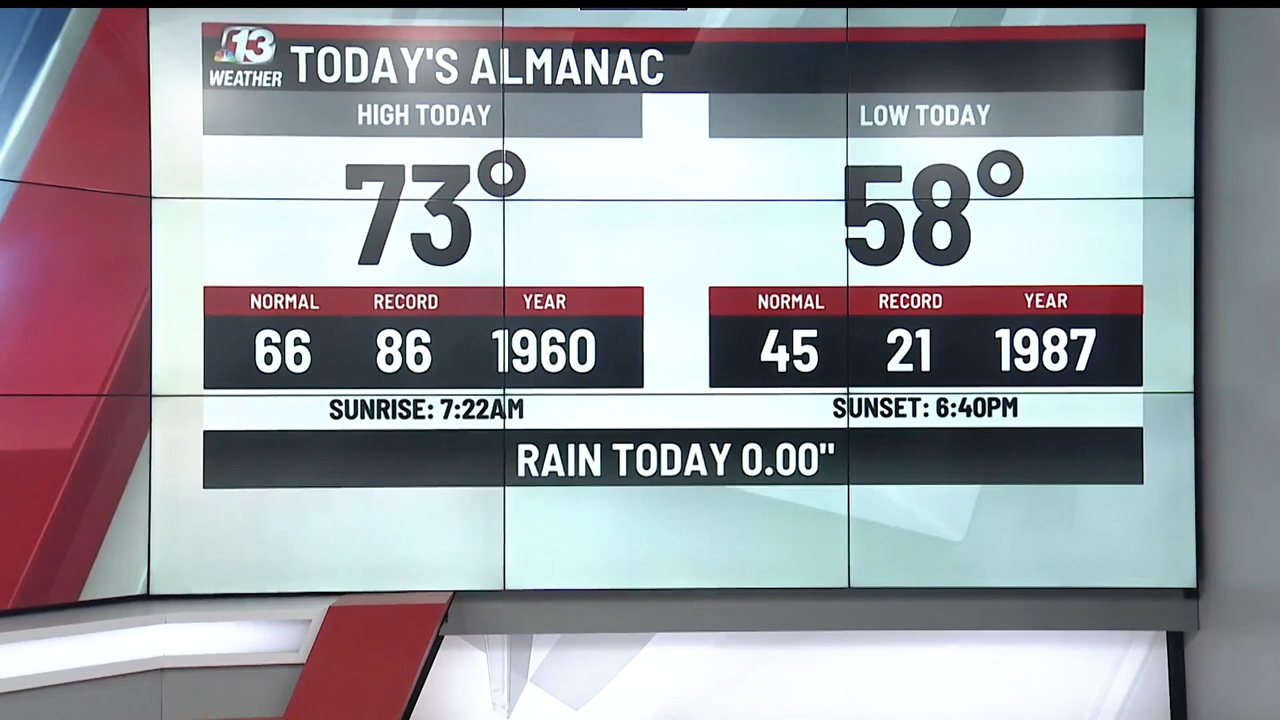 13
WEATHER
TODAY'S ALMANAC
HIGH TODAY
73°
NORMAL RECORD YEAR
66 86 1960
SUNRISE: 7:22AM
LOW TODAY
58°
NORMAL RECORD YEAR
45 21 1987
SUNSET: 6:40PM
RAIN TODAY 0.00"